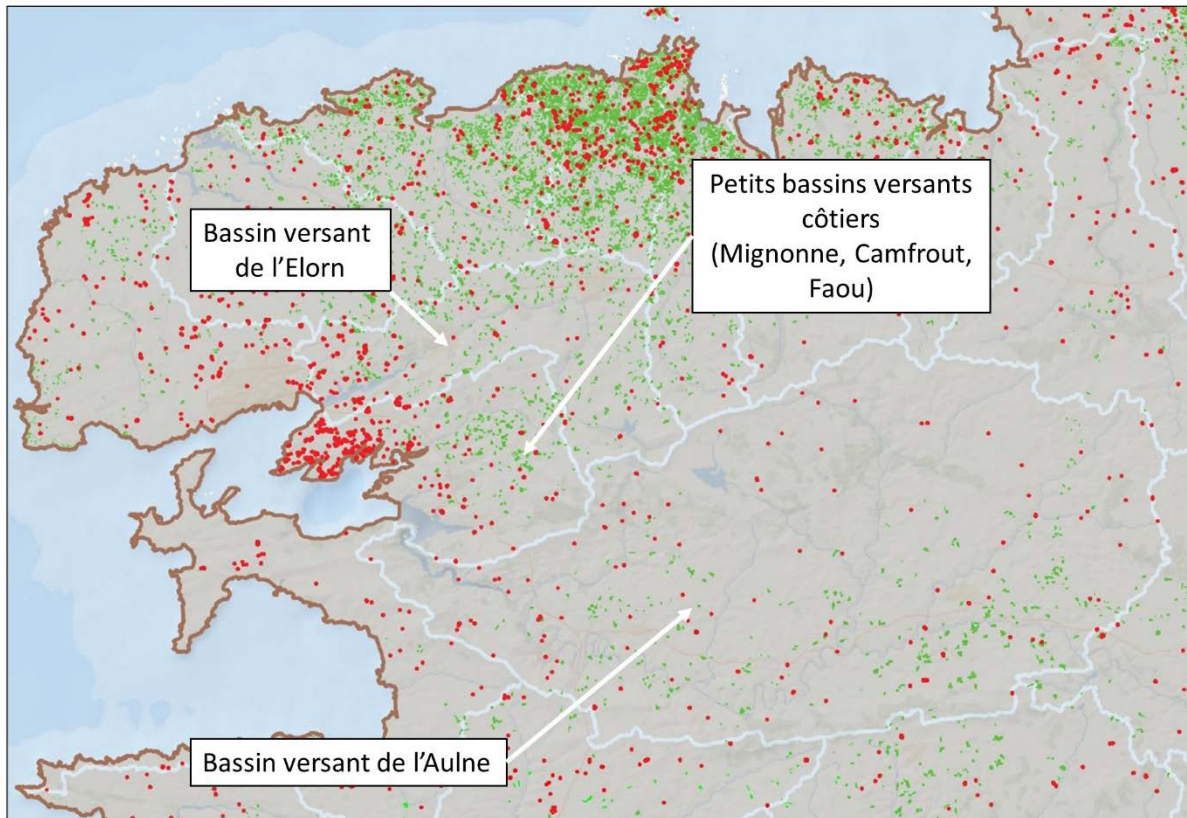 Petits bassins versants
côtiers
(Mignonne, Camfrout,
Faou)
Bassin versant
de l’Elorn
Bassin versant de l’Aulne